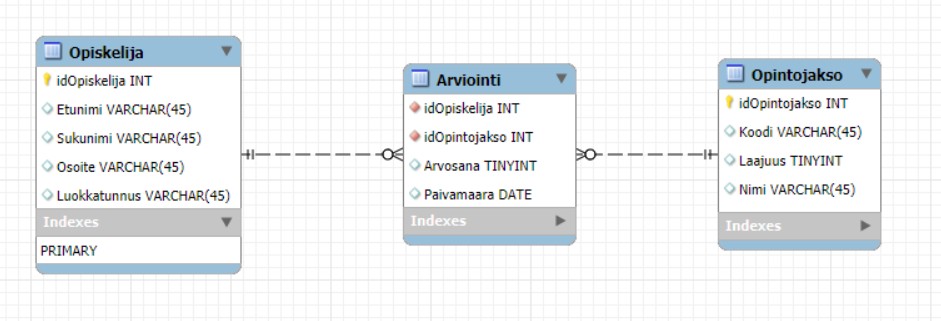 Opiskelija
idOpiskelija INT
Etunimi VARCHAR(45)
Sukunimi VARCHAR(45)
Osoite VARCHAR(45)
Luokkatunnus VARCHAR(45)
Indexes
PRIMARY
Arviointi
idOpiskelija INT
idOpintojakso INT
Arvosana TINYINT
Paivamaara DATE
Indexes
Opintojakso
idOpintojakso INT
Koodi VARCHAR(45)
Laajuus TINYINT
Nimi VARCHAR(45)
Indexes